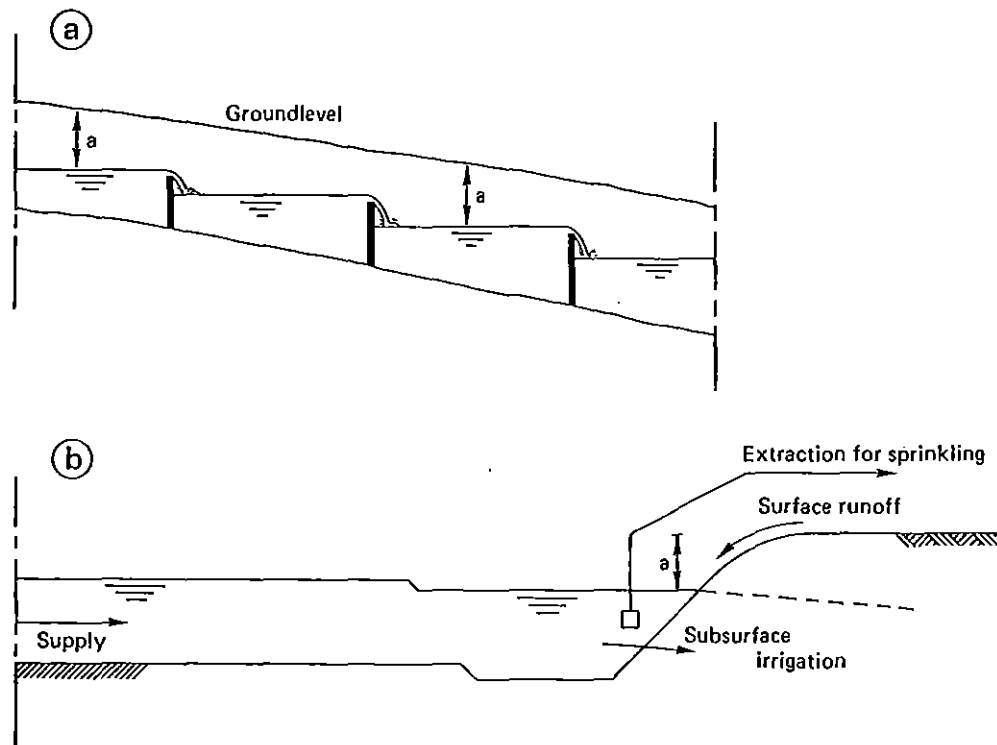 a
Groundlevel
a
a
b
Extraction for sprinkling
Surface runoff
a
Supply
Subsurface
irrigation